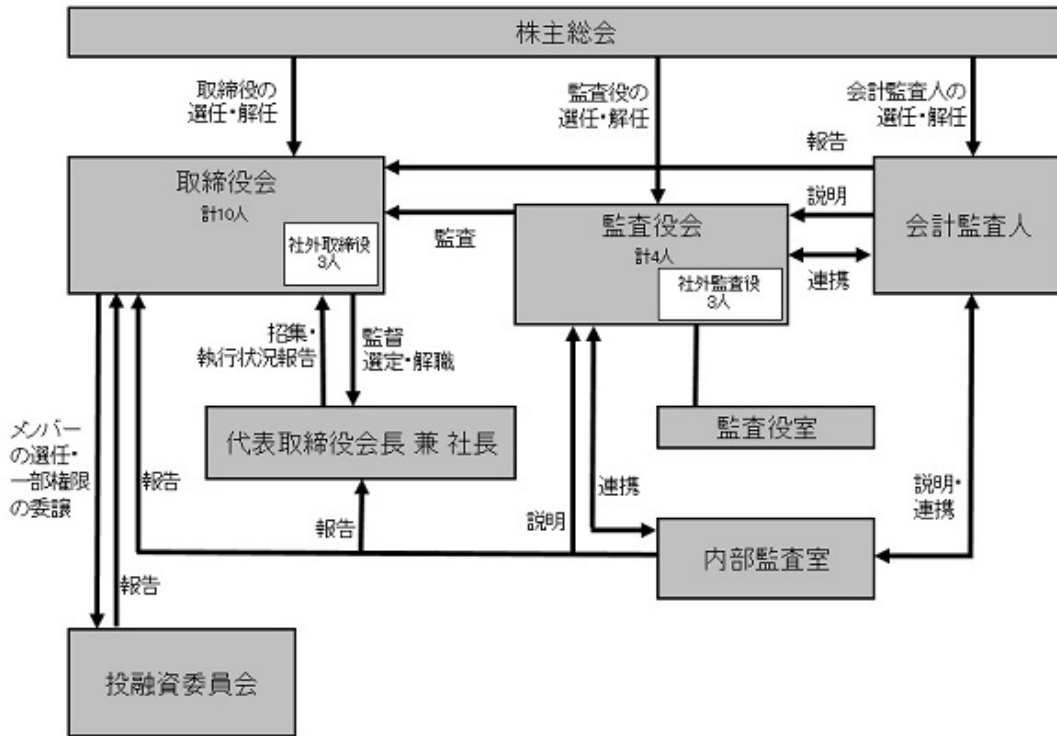 株主総会
取締役の
選任・解任
監査役の
選任・解任
会計監査人の
選任・解任
報告
取締役会
計10人
社外取締役
3人
監査
監査役会
計4人
社外監査役
3人
説明
連携
会計監査人
招集・
執行状況報告
監督
選定・解職
代表取締役会長 兼 社長
監査役室
メンバー
の選任・
一部権限
の委譲
報告
報告
説明
連携
説明・
連携
内部監査室
報告
投融資委員会